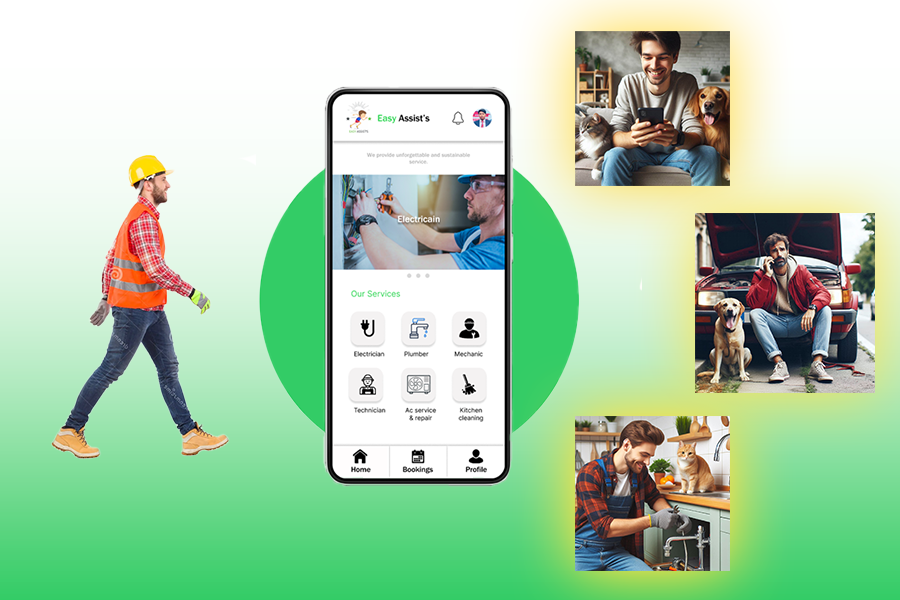 Easy Assist's
We provide unforgettable and sustainable
service.
Electricain
Our Services
Electrician
Plumber
Mechanic
Technician
Ac service
& repair
Kitchen
cleaning
Home
Bookings
Profile